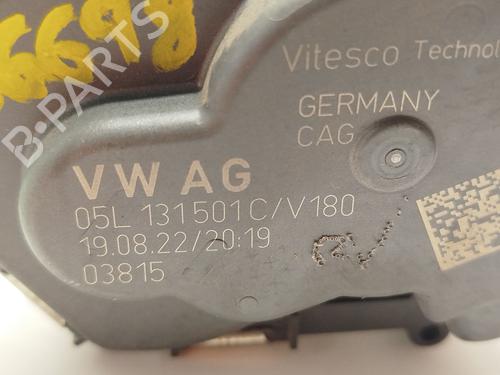 6698
B-PARTS
Vitesco Technol
GERMANY
CAG
VW AG
05L 131501C/V180
19.08.22/20:19
03815